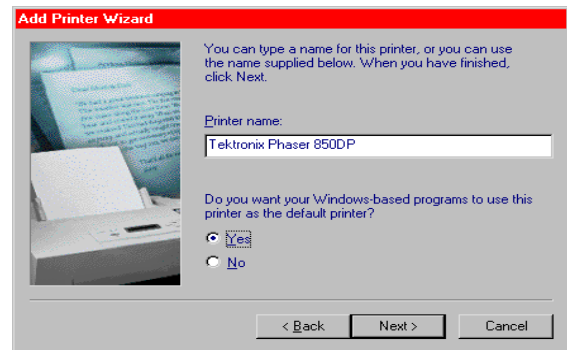 Add Printer Wizard
You can type a name for this printer, or you can use
the name supplied below. When you have finished,
click Next.
Printer name:
Tektronix Phaser 850DP
Do you want your Windows-based programs to use this
printer as the default printer?
Yes
No
< Back
Next >
Cancel